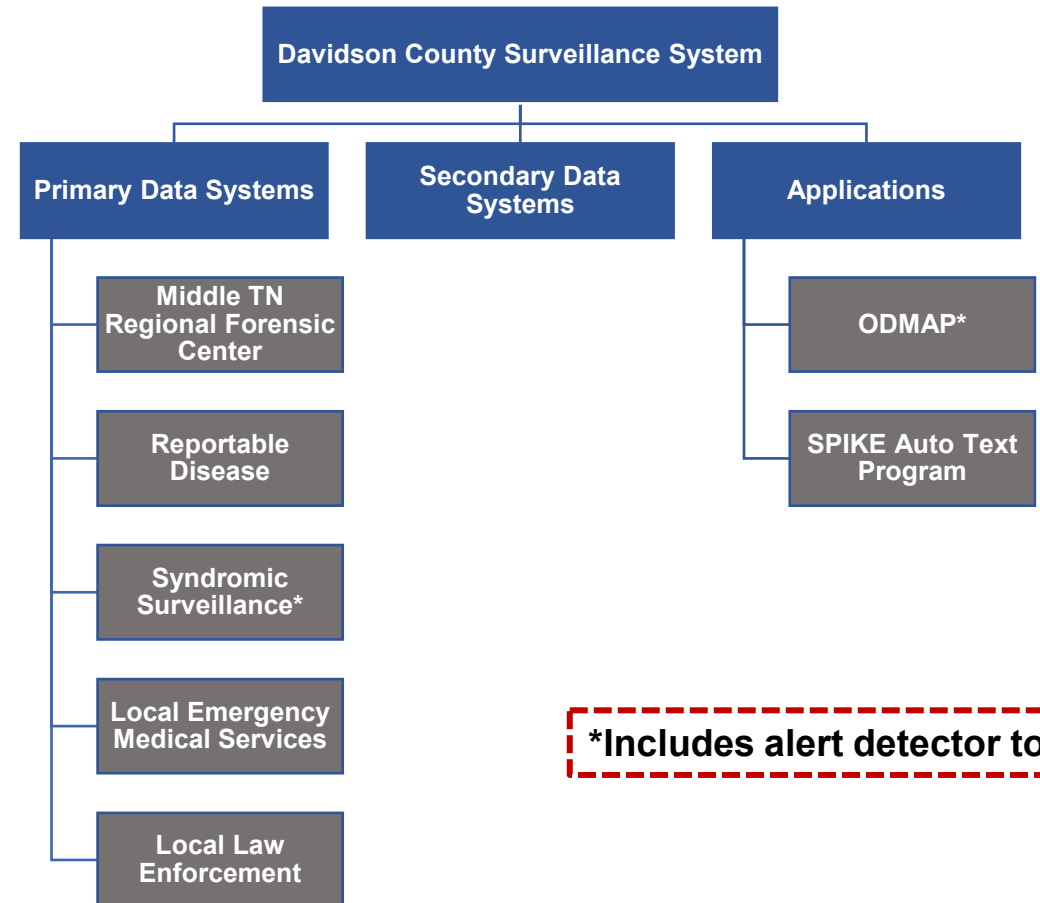 Davidson County Surveillance System
Primary Data Systems
Secondary Data
Systems
Applications
Middle TN
Regional Forensic
Center
Reportable
Disease
Syndromic
Surveillance*
Local Emergency
Medical Services
Local Law
Enforcement
ODMAP*
SPIKE Auto Text
Program
*Includes alert detector